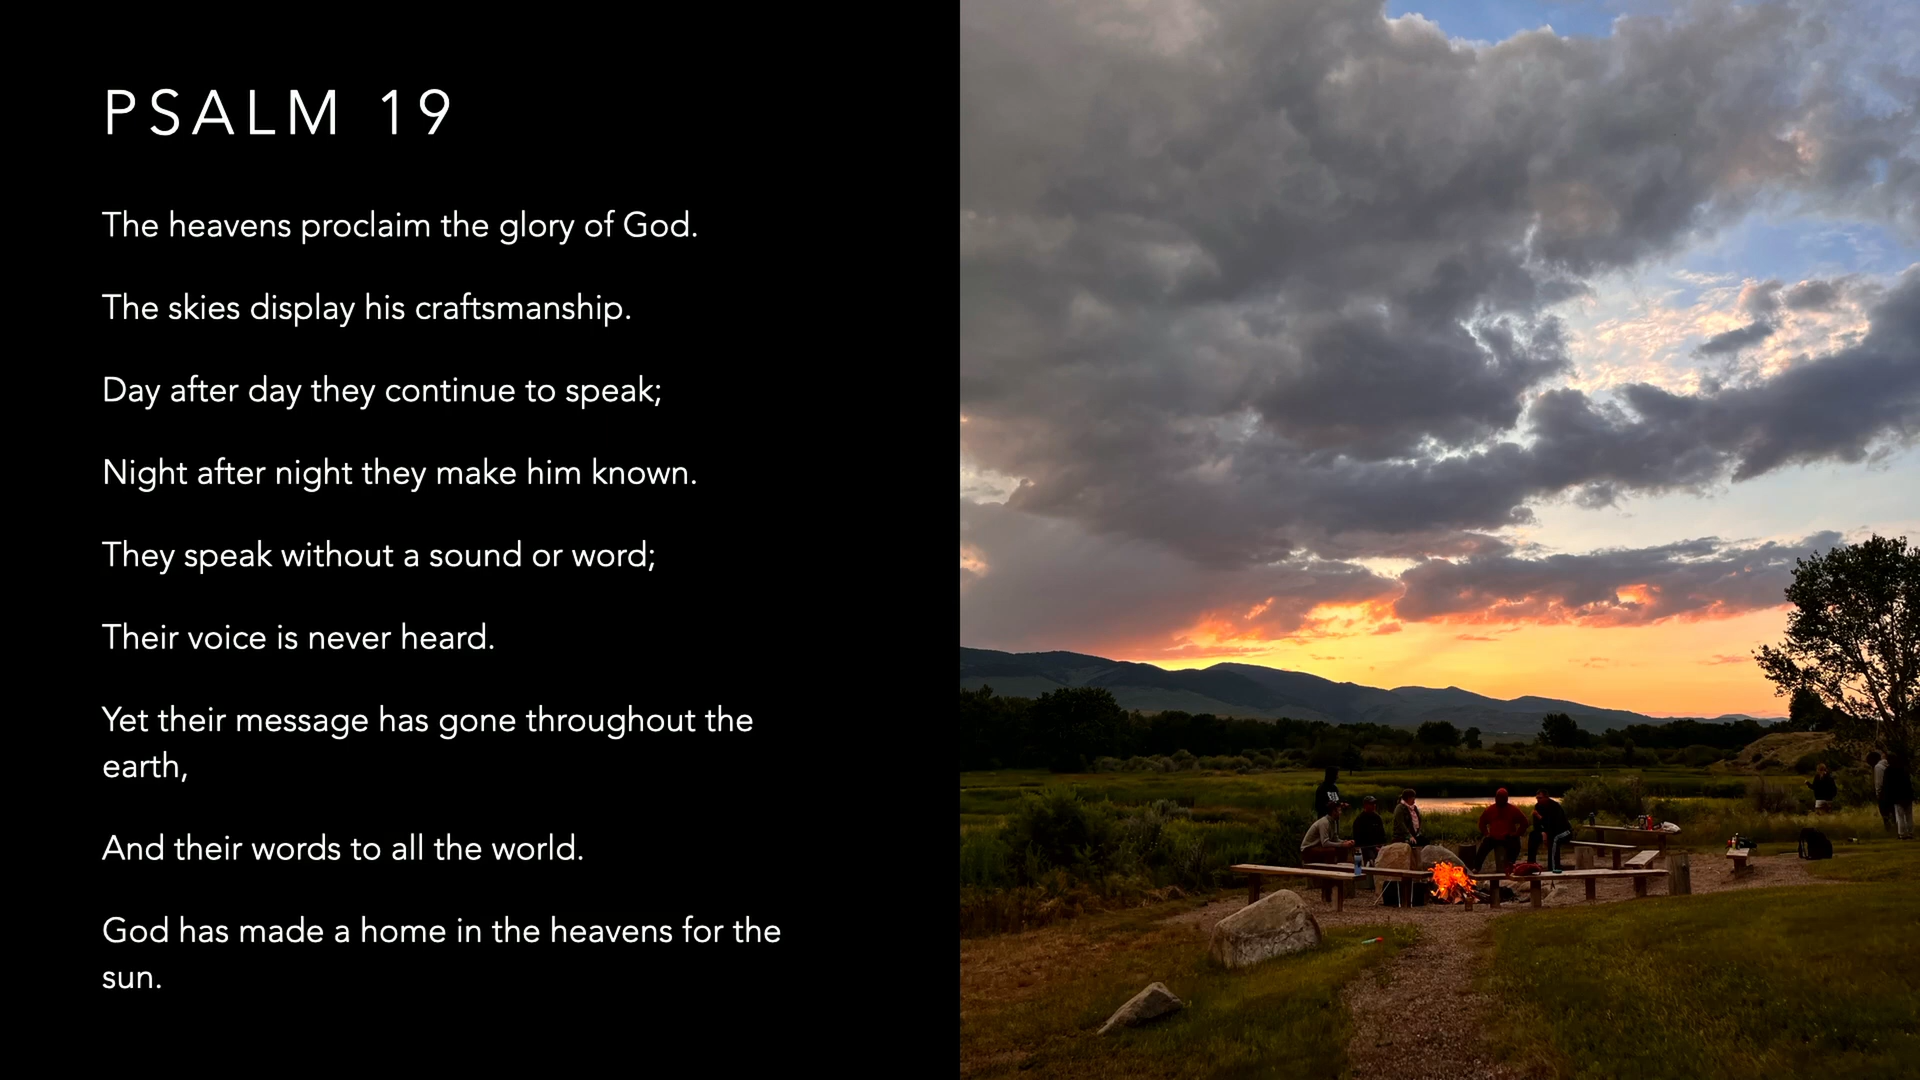 PSALM 19
The heavens proclaim the glory of God.
The skies display his craftsmanship.
Day after day they continue to speak;
Night after night they make him known.
They speak without a sound or word;
Their voice is never heard.
Yet their message has gone throughout the
earth,
And their words to all the world.
God has made a home in the heavens for the
sun.